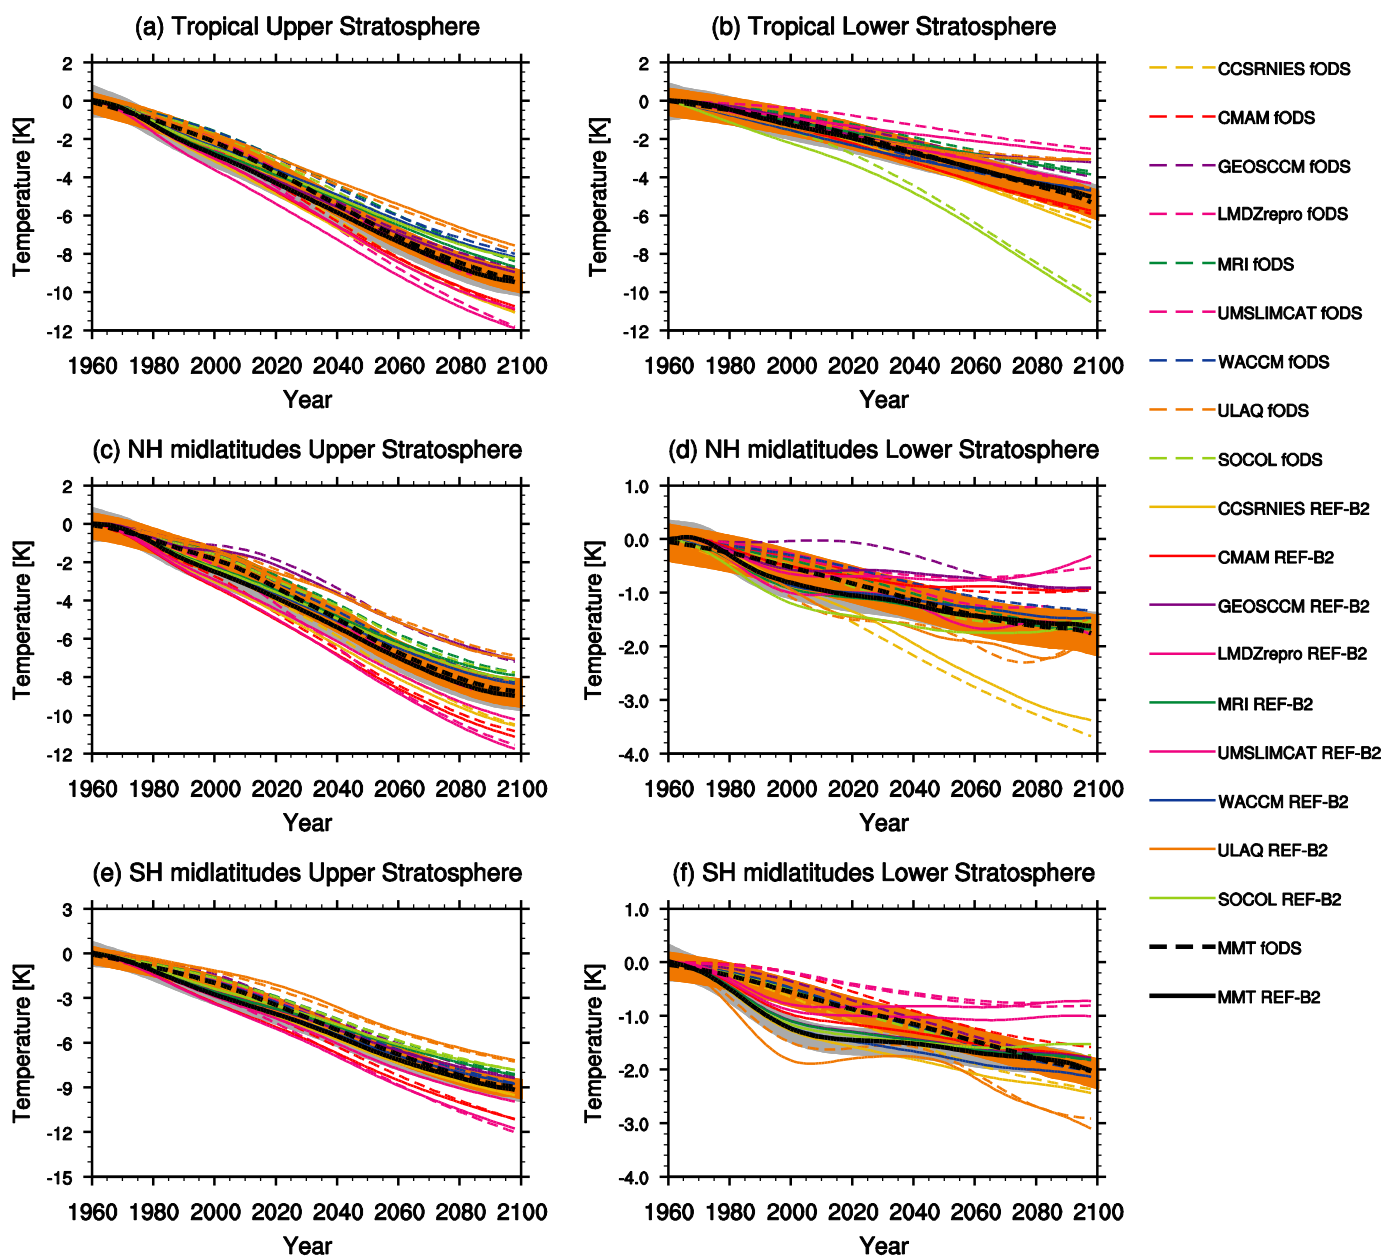 (a) Tropical Upper Stratosphere
2
0
-2
-4
-6
-8
-10
-12
Temperature [K]
1960 1980 2000 2020 2040 2060 2080 2100
Year
(b) Tropical Lower Stratosphere
2
0
-2
-4
-6
-8
-10
-12
Temperature [K]
1960 1980 2000 2020 2040 2060 2080 2100
Year
(c) NH midlatitudes Upper Stratosphere
2
0
-2
-4
-6
-8
-10
-12
Temperature [K]
1960 1980 2000 2020 2040 2060 2080 2100
Year
(d) NH midlatitudes Lower Stratosphere
1.0
0.0
-1.0
-2.0
-3.0
-4.0
Temperature [K]
1960 1980 2000 2020 2040 2060 2080 2100
Year
(e) SH midlatitudes Upper Stratosphere
3
0
-3
-6
-9
-12
-15
Temperature [K]
1960 1980 2000 2020 2040 2060 2080 2100
Year
(f) SH midlatitudes Lower Stratosphere
1.0
0.0
-1.0
-2.0
-3.0
-4.0
Temperature [K]
1960 1980 2000 2020 2040 2060 2080 2100
Year
CCSRNIES fODS
CMAM fODS
GEOSCCM fODS
LMDZrepro fODS
MRI fODS
UMSLIMCAT fODS
WACCM fODS
ULAQ fODS
SOCOL fODS
CCSRNIES REF-B2
CMAM REF-B2
GEOSCCM REF-B2
LMDZrepro REF-B2
MRI REF-B2
UMSLIMCAT REF-B2
WACCM REF-B2
ULAQ REF-B2
SOCOL REF-B2
MMT fODS
MMT REF-B2